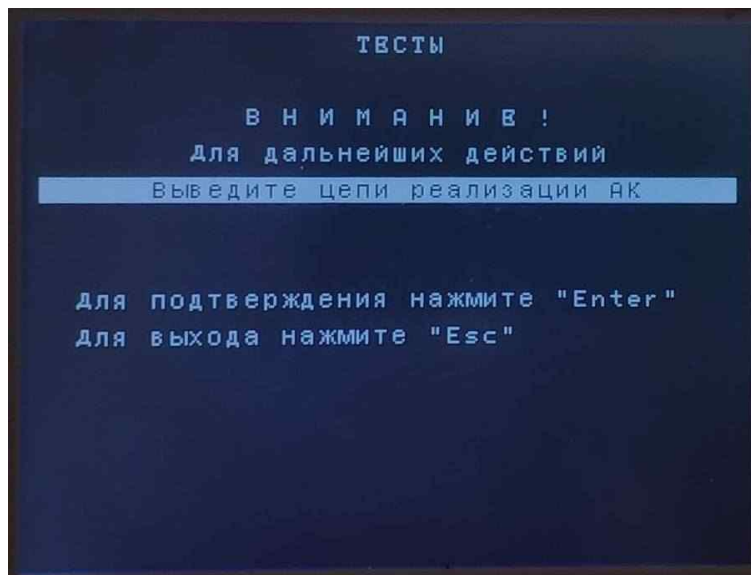 ТЕСТЫ
В Н И М А Н И Е !
Для дальнейших действий
Выведите цепи реализации АК
Для подтверждения нажмите "Enter"
Для выхода нажмите "Esc"